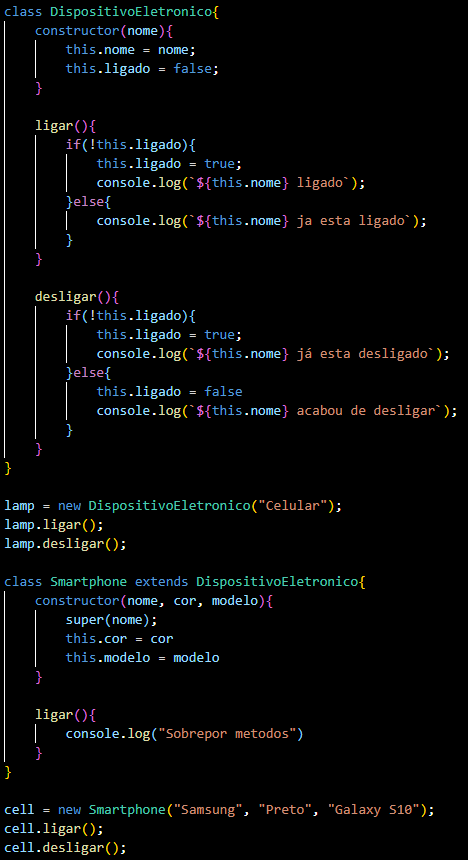 class DispositivoEletronico{
    constructor(nome){
        this.nome = nome;
        this.ligado = false;
    }

    ligar(){
        if(!this.ligado){
            this.ligado = true;
            console.log(`${this.nome} ligado`);
        }else{
            console.log(`${this.nome} ja esta ligado`);
        }
    }

    desligar(){
        if(!this.ligado){
            this.ligado = true;
            console.log(`${this.nome} já esta desligado`);
        }else{
            this.ligado = false
            console.log(`${this.nome} acabou de desligar`);
        }
    }
}

lamp = new DispositivoEletronico("Celular");
lamp.ligar();
lamp.desligar();

class Smartphone extends DispositivoEletronico{
    constructor(nome, cor, modelo){
        super(nome);
        this.cor = cor
        this.modelo = modelo
    }

    ligar(){
        console.log("Sobrepor metodos")
    }
}

cell = new Smartphone("Samsung", "Preto", "Galaxy S10");
cell.ligar();
cell.desligar();